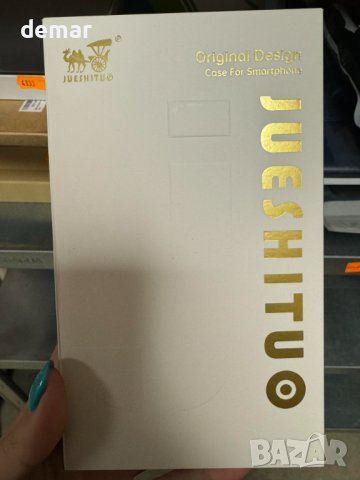 demar
JUESHITUO
®
Original Design
Case For Smartphone
JUESHITUO
BAZAR